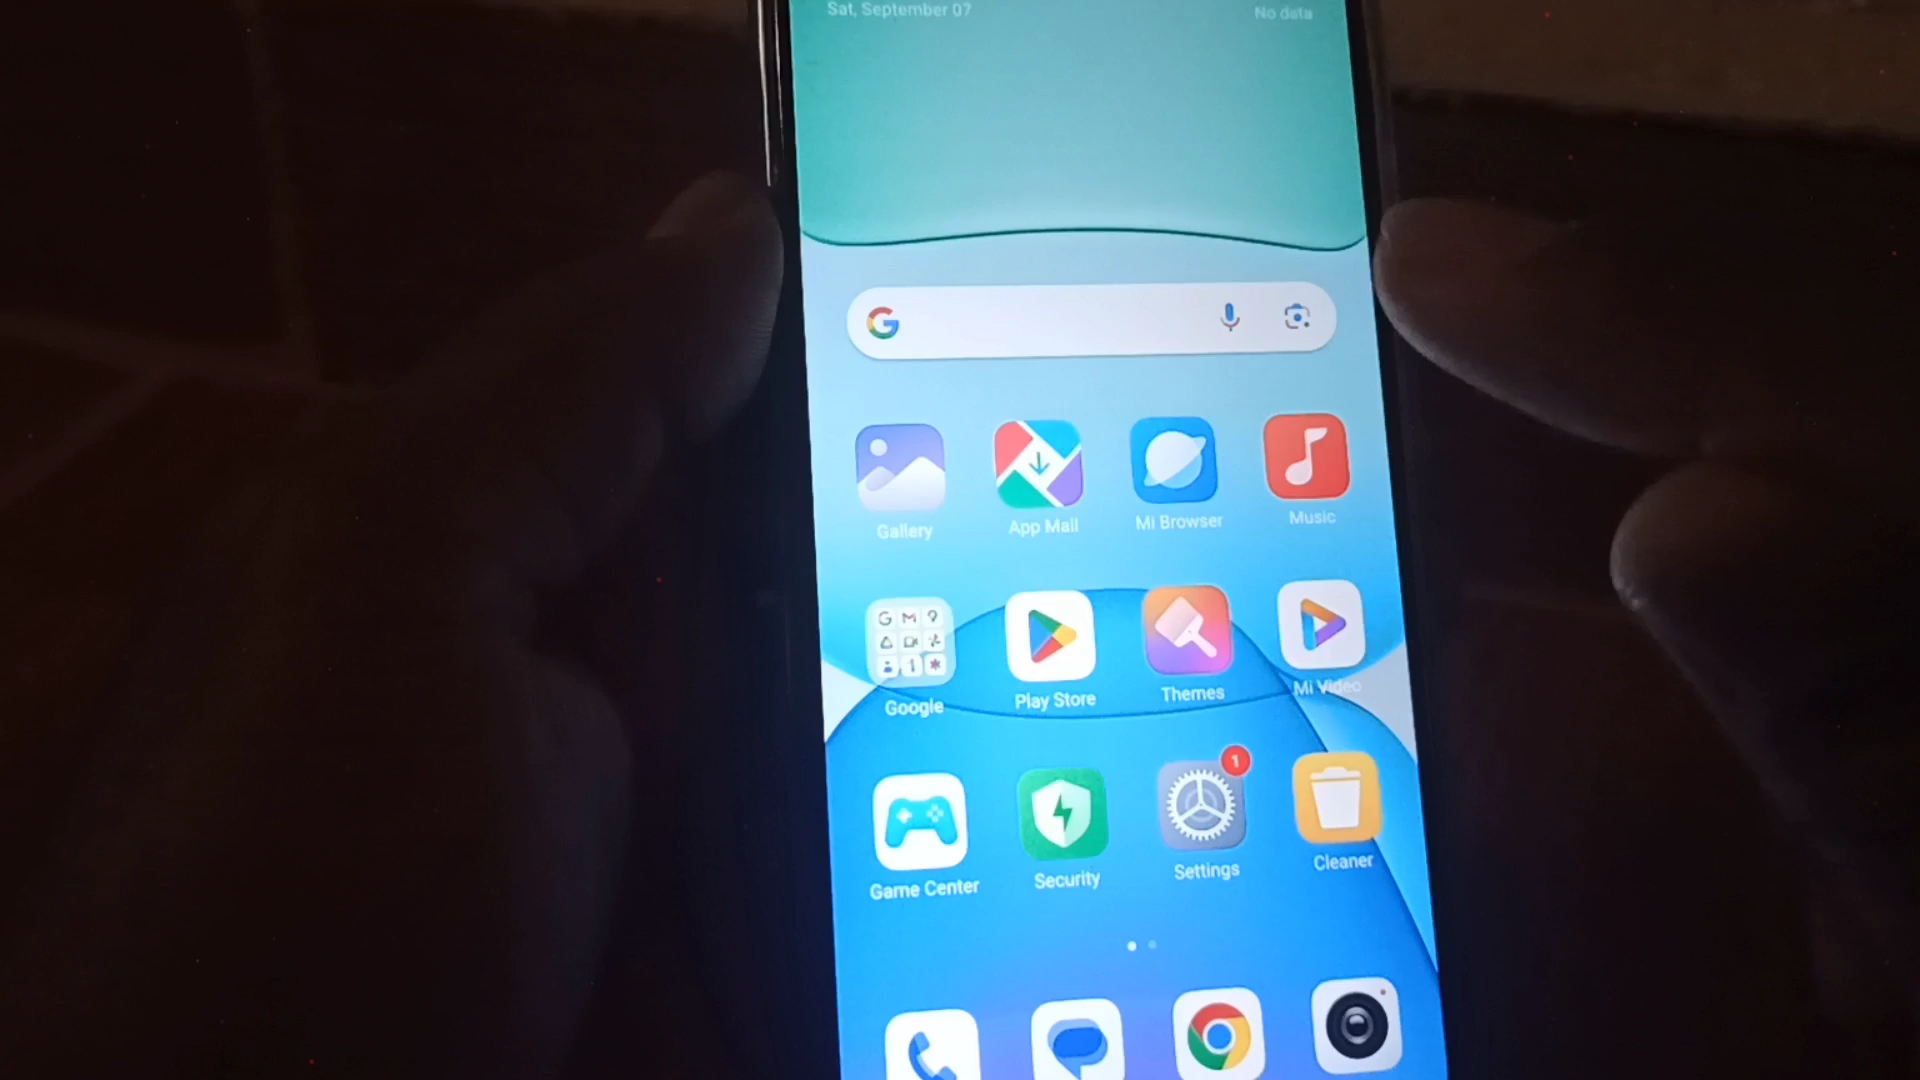 Sat, September 07
No data
Gallery
App Mall
Mi Browser
Music
Google
Play Store
Themes
Mi Video
1
Game Center
Security
Settings
Cleaner